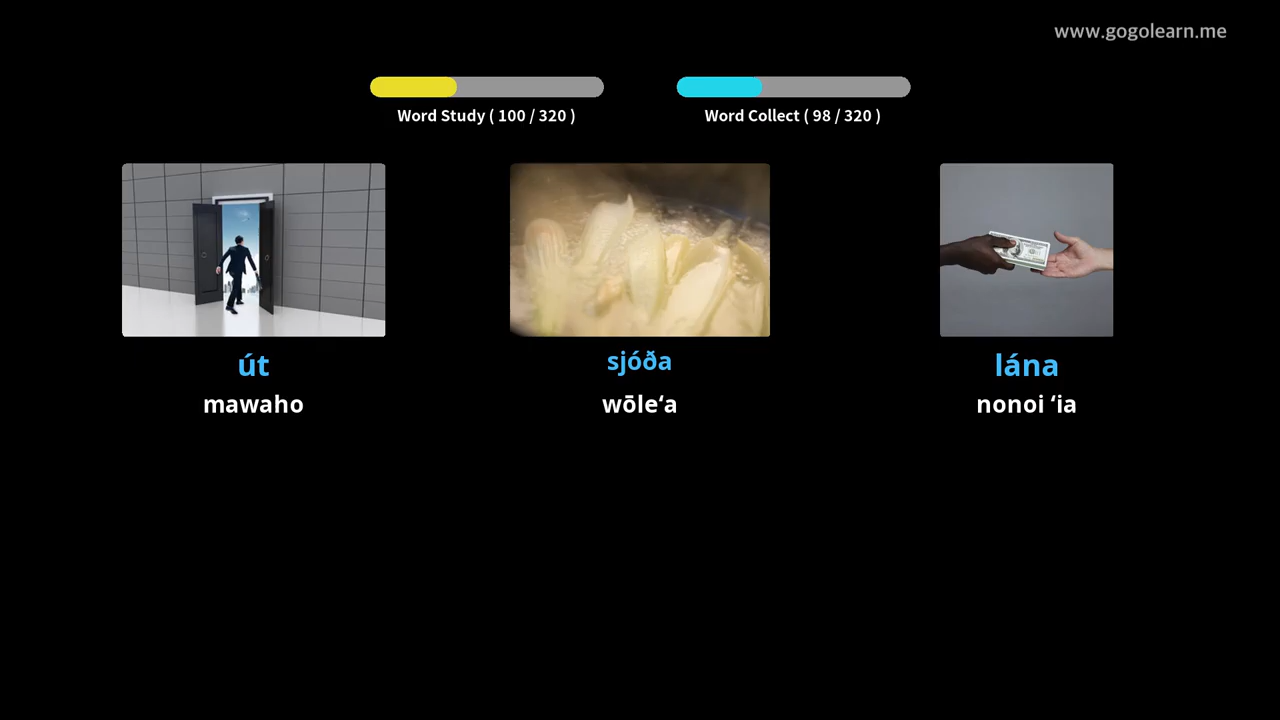 www.gogolearn.me
Word Study ( 100 / 320 )
Word Collect ( 98 / 320 )
út
sjóða
lána
mawaho
wōleʻa
nonoi ʻia